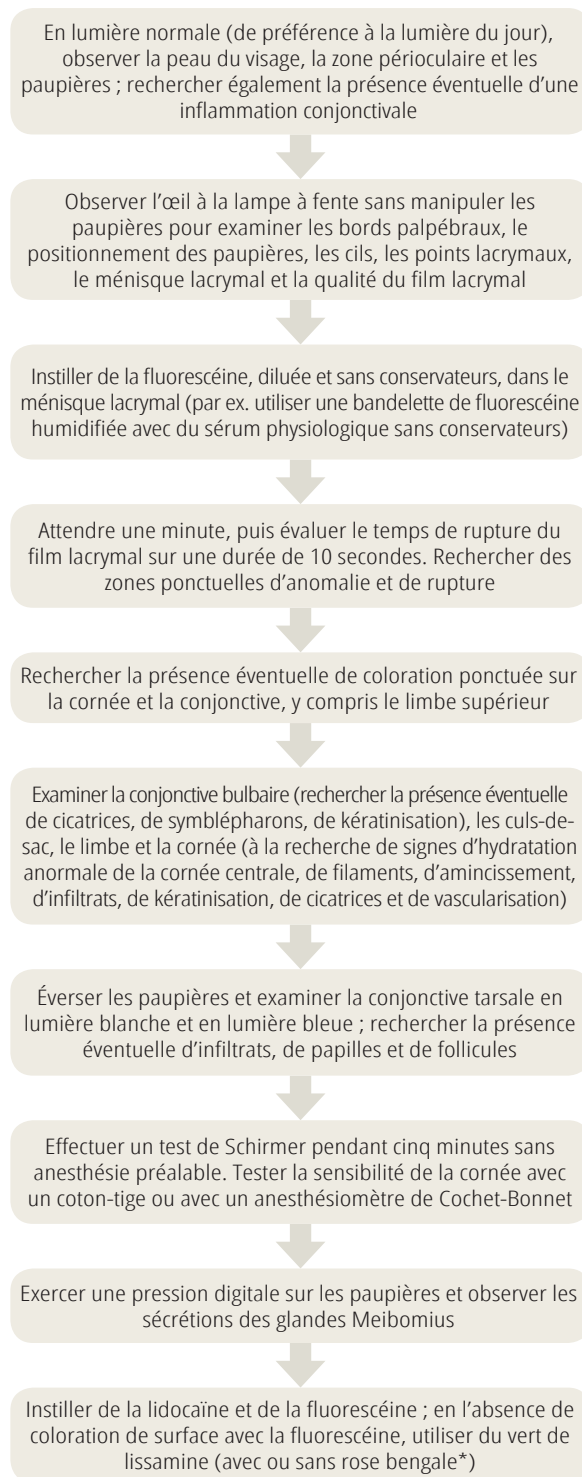 En lumière normale (de préférence à la lumière du jour),
observer la peau du visage, la zone périoculaire et les
paupières ; rechercher également la présence éventuelle d’une
inflammation conjonctivale
Observer l’œil à la lampe à fente sans manipuler les
paupières pour examiner les bords palpébraux, le
positionnement des paupières, les cils, les points lacrymaux,
le ménisque lacrymal et la qualité du film lacrymal
Instiller de la fluorescéine, diluée et sans conservateurs, dans le
ménisque lacrymal (par ex. utiliser une bandelette de fluorescéine
humidifiée avec du sérum physiologique sans conservateurs)
Attendre une minute, puis évaluer le temps de rupture du
film lacrymal sur une durée de 10 secondes. Rechercher des
zones ponctuelles d’anomalie et de rupture
Rechercher la présence éventuelle de coloration ponctuée sur
la cornée et la conjonctive, y compris le limbe supérieur
Examiner la conjonctive bulbaire (rechercher la présence éventuelle
de cicatrices, de symblépharons, de kératinisation), les culs-de-
sac, le limbe et la cornée (à la recherche de signes d’hydratation
anormale de la cornée centrale, de filaments, d’amincissement,
d’infiltrats, de kératinisation, de cicatrices et de vascularisation)
Éverser les paupières et examiner la conjonctive tarsale en
lumière blanche et en lumière bleue ; rechercher la présence
éventuelle d’infiltrats, de papilles et de follicules
Effectuer un test de Schirmer pendant cinq minutes sans
anesthésie préalable. Tester la sensibilité de la cornée avec
un coton-tige ou avec un anesthésiomètre de Cochet-Bonnet
Exercer une pression digitale sur les paupières et observer les
sécrétions des glandes Meibomius
Instiller de la lidocaïne et de la fluorescéine ; en l’absence de
coloration de surface avec la fluorescéine, utiliser du vert de
lissamine (avec ou sans rose bengale*)